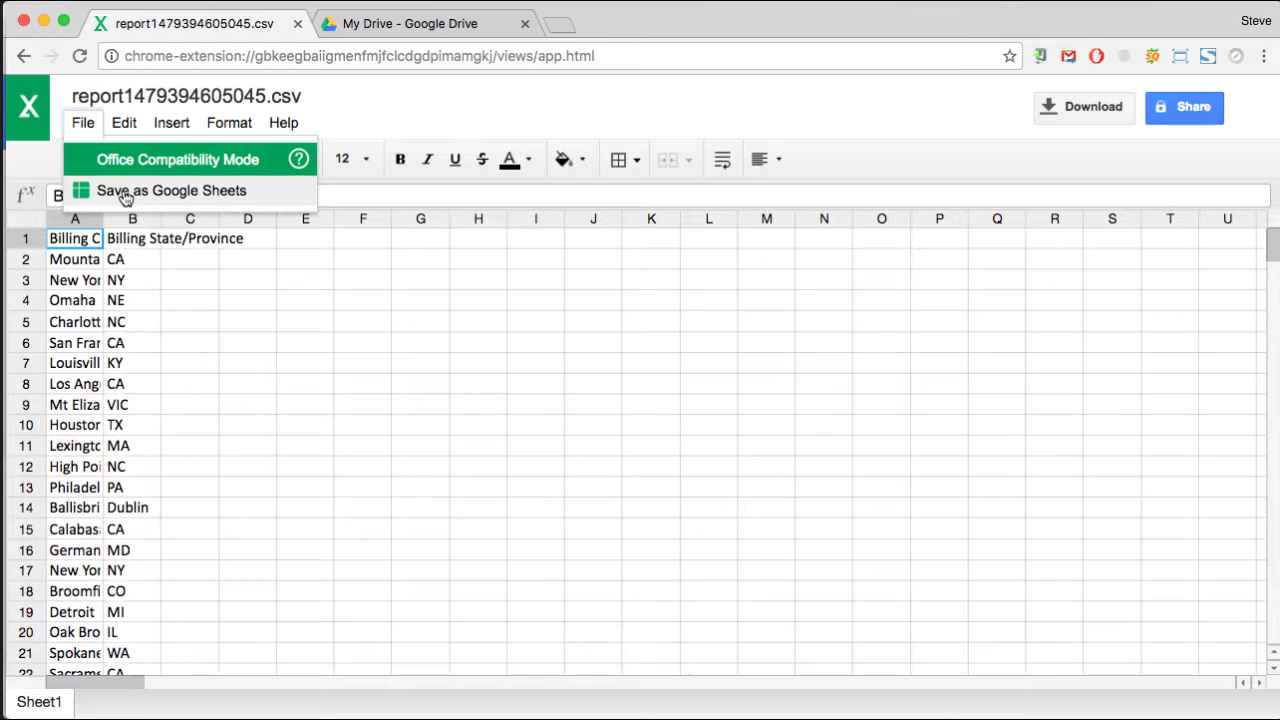 report1479394605045.csv × My Drive - Google Drive × Steve
chrome-extension://gbkeegbaiigmenfmjfclcdgdpimamgkj/views/app.html
report1479394605045.csv
Download Share
File Edit Insert Format Help
Office Compatibility Mode ? 12 B I U S A
Save as Google Sheets
fx B
A B C D E F G H I J K L M N O P Q R S T U
1 Billing C Billing State/Province
2 Mounta CA
3 New Yor NY
4 Omaha NE
5 Charlott NC
6 San Fran CA
7 Louisvill KY
8 Los Ang CA
9 Mt Eliza VIC
10 Houston TX
11 Lexingto MA
12 High Poi NC
13 Philadel PA
14 Ballisbri Dublin
15 Calabas CA
16 German MD
17 New Yor NY
18 Broomfi CO
19 Detroit MI
20 Oak Bro IL
21 Spokane WA
22 Sacrame CA
Sheet1